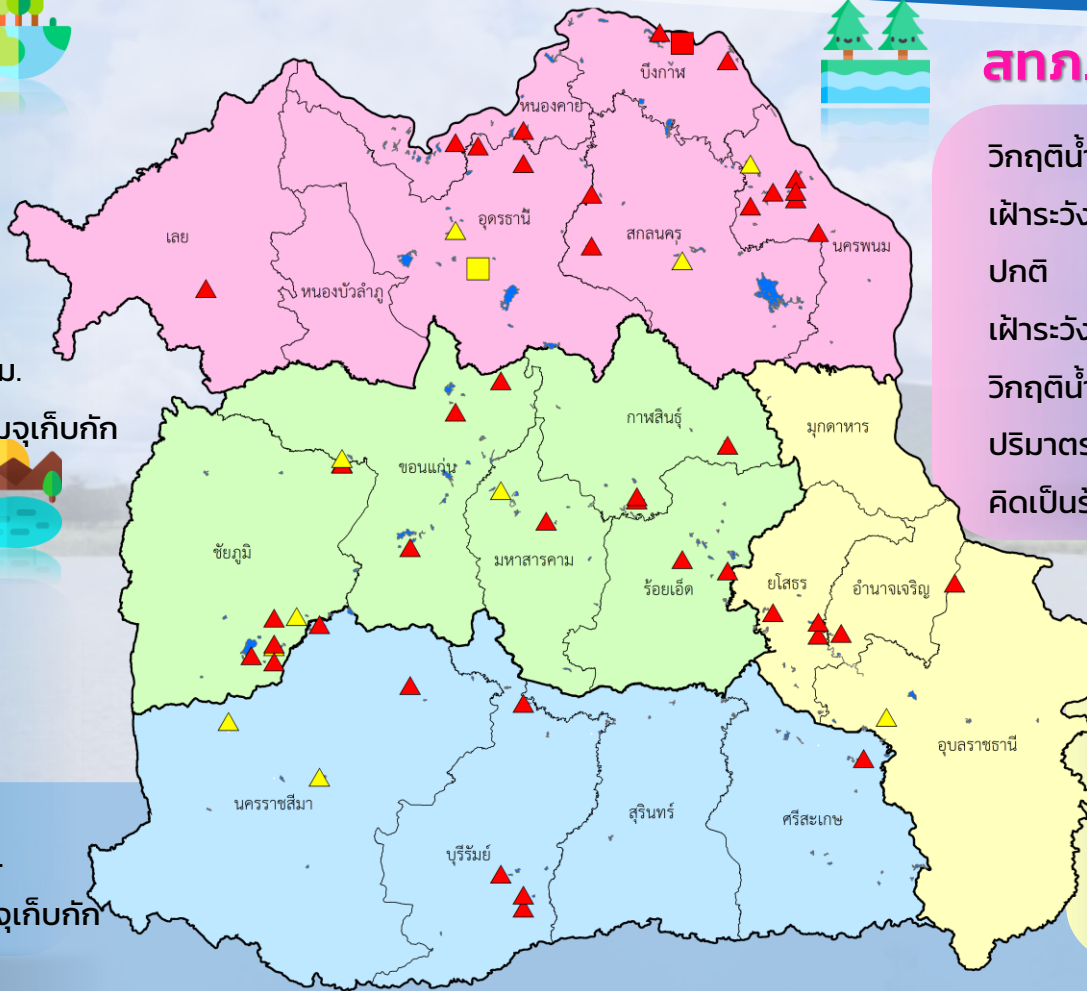 สทภ.
วิกฤติน้ำ
เฝ้าระวัง
ปกติ
เฝ้าระวัง
วิกฤติน้ำ
ปริมาตร
คิดเป็นร้
บึงกาฬ
หนองคาย
เลย
อุดรธานี
สกลนคร
นครพนม
หนองบัวลำภู
ม.
มจุเก็บกัก
กาฬสินธุ์
มุกดาหาร
ขอนแก่น
ชัยภูมิ
มหาสารคาม
ร้อยเอ็ด
ยโสธร
อำนาจเจริญ
อุบลราชธานี
นครราชสีมา
สุรินทร์
ศรีสะเกษ
บุรีรัมย์
.
จุเก็บกัก